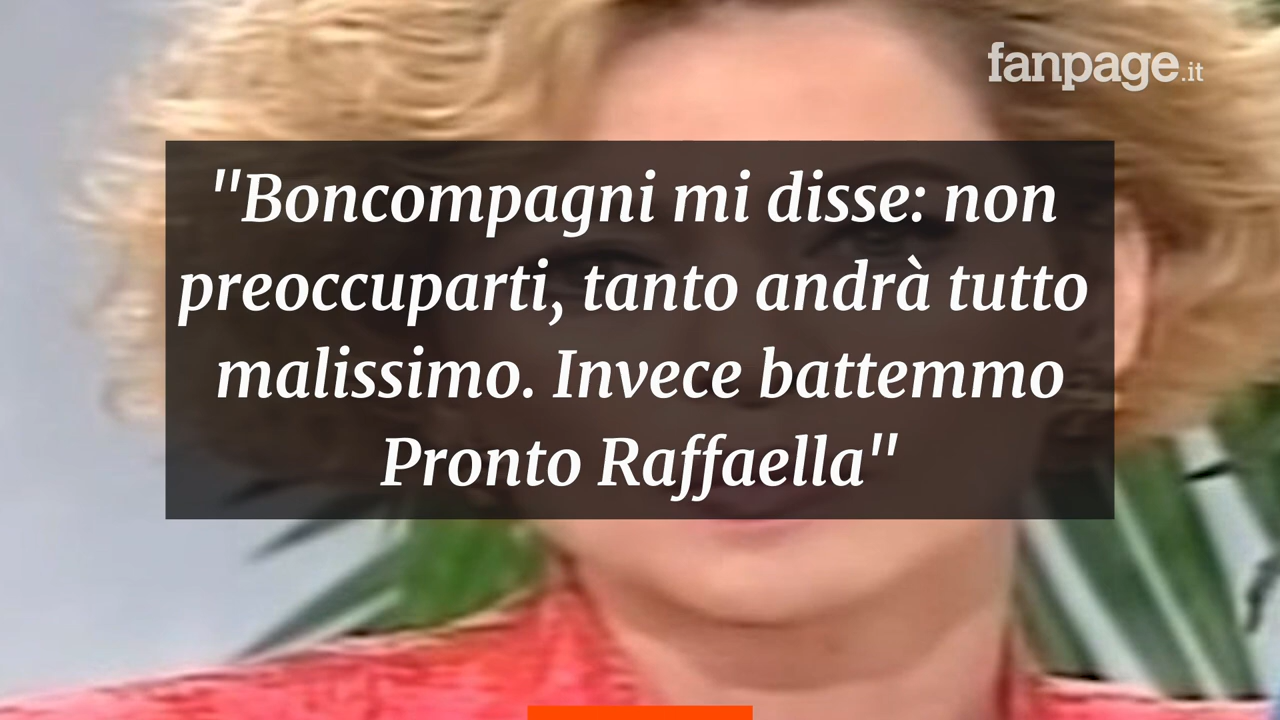 fanpage.it
"Boncompagni mi disse: non
preoccuparti, tanto andrà tutto
malissimo. Invece battemmo
Pronto Raffaella"